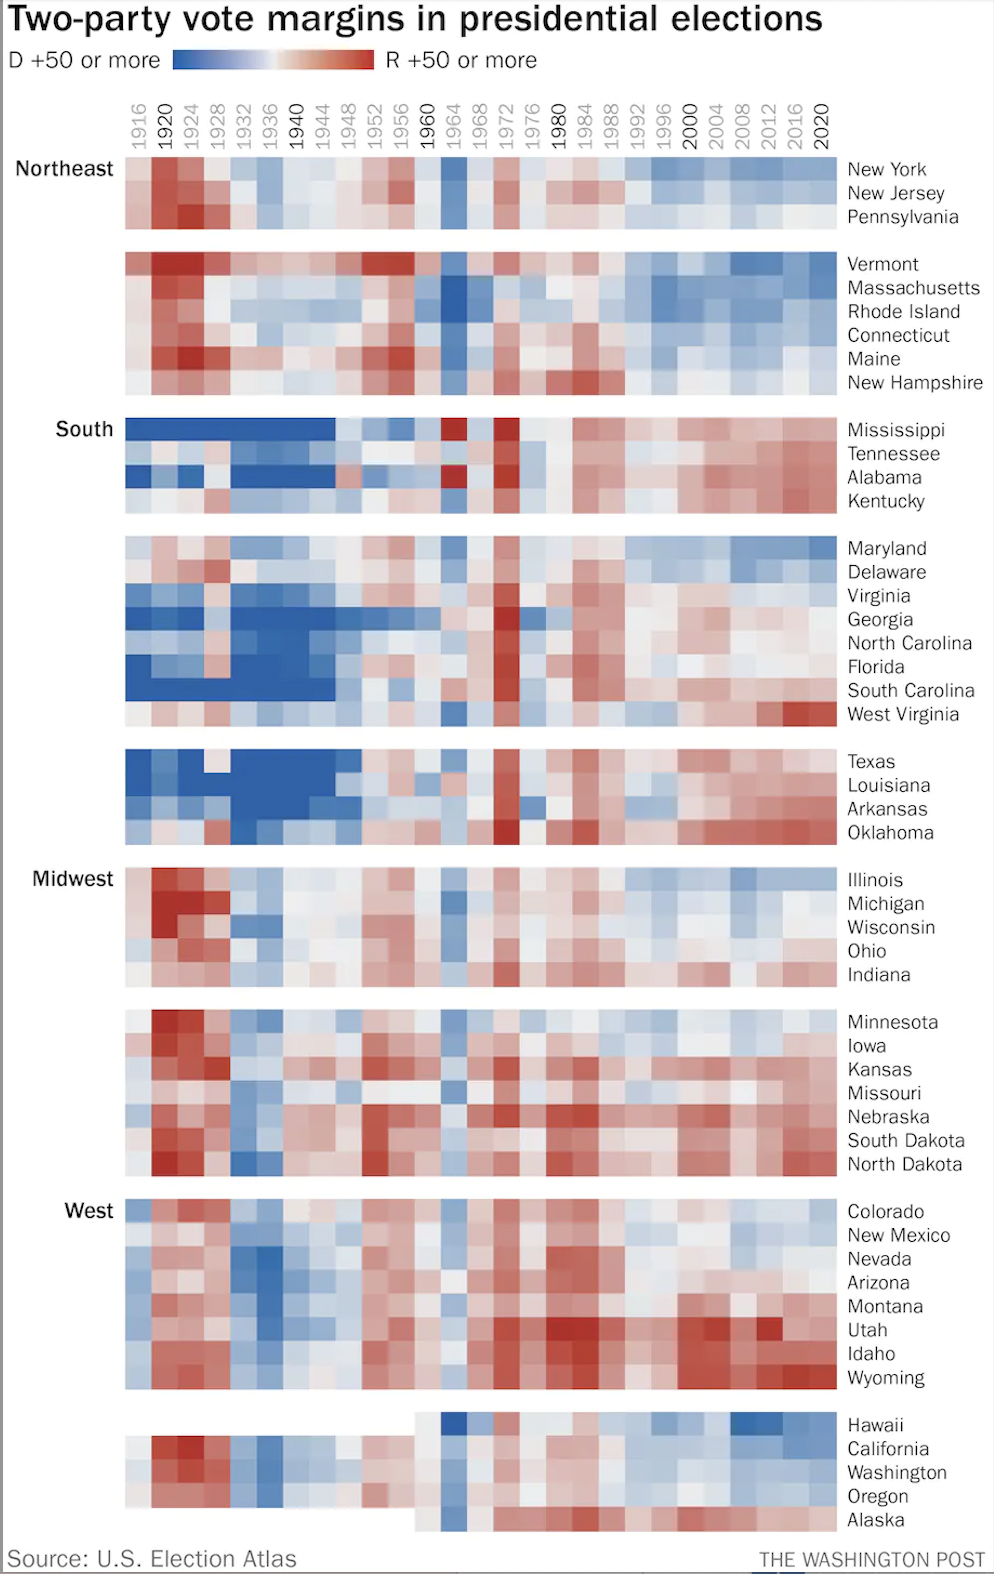 Two-party vote margins in presidential elections
D +50 or more R +50 or more
1916 1920 1924 1928 1932 1936 1940 1944 1948 1952 1956 1960 1964 1968 1972 1976 1980 1984 1988 1992 1996 2000 2004 2008 2012 2016 2020
Northeast New York
New Jersey
Pennsylvania
Vermont
Massachusetts
Rhode Island
Connecticut
Maine
New Hampshire
South Mississippi
Tennessee
Alabama
Kentucky
Maryland
Delaware
Virginia
Georgia
North Carolina
Florida
South Carolina
West Virginia
Texas
Louisiana
Arkansas
Oklahoma
Midwest Illinois
Michigan
Wisconsin
Ohio
Indiana
Minnesota
Iowa
Kansas
Missouri
Nebraska
South Dakota
North Dakota
West Colorado
New Mexico
Nevada
Arizona
Montana
Utah
Idaho
Wyoming
Hawaii
California
Washington
Oregon
Alaska
Source: U.S. Election Atlas THE WASHINGTON POST